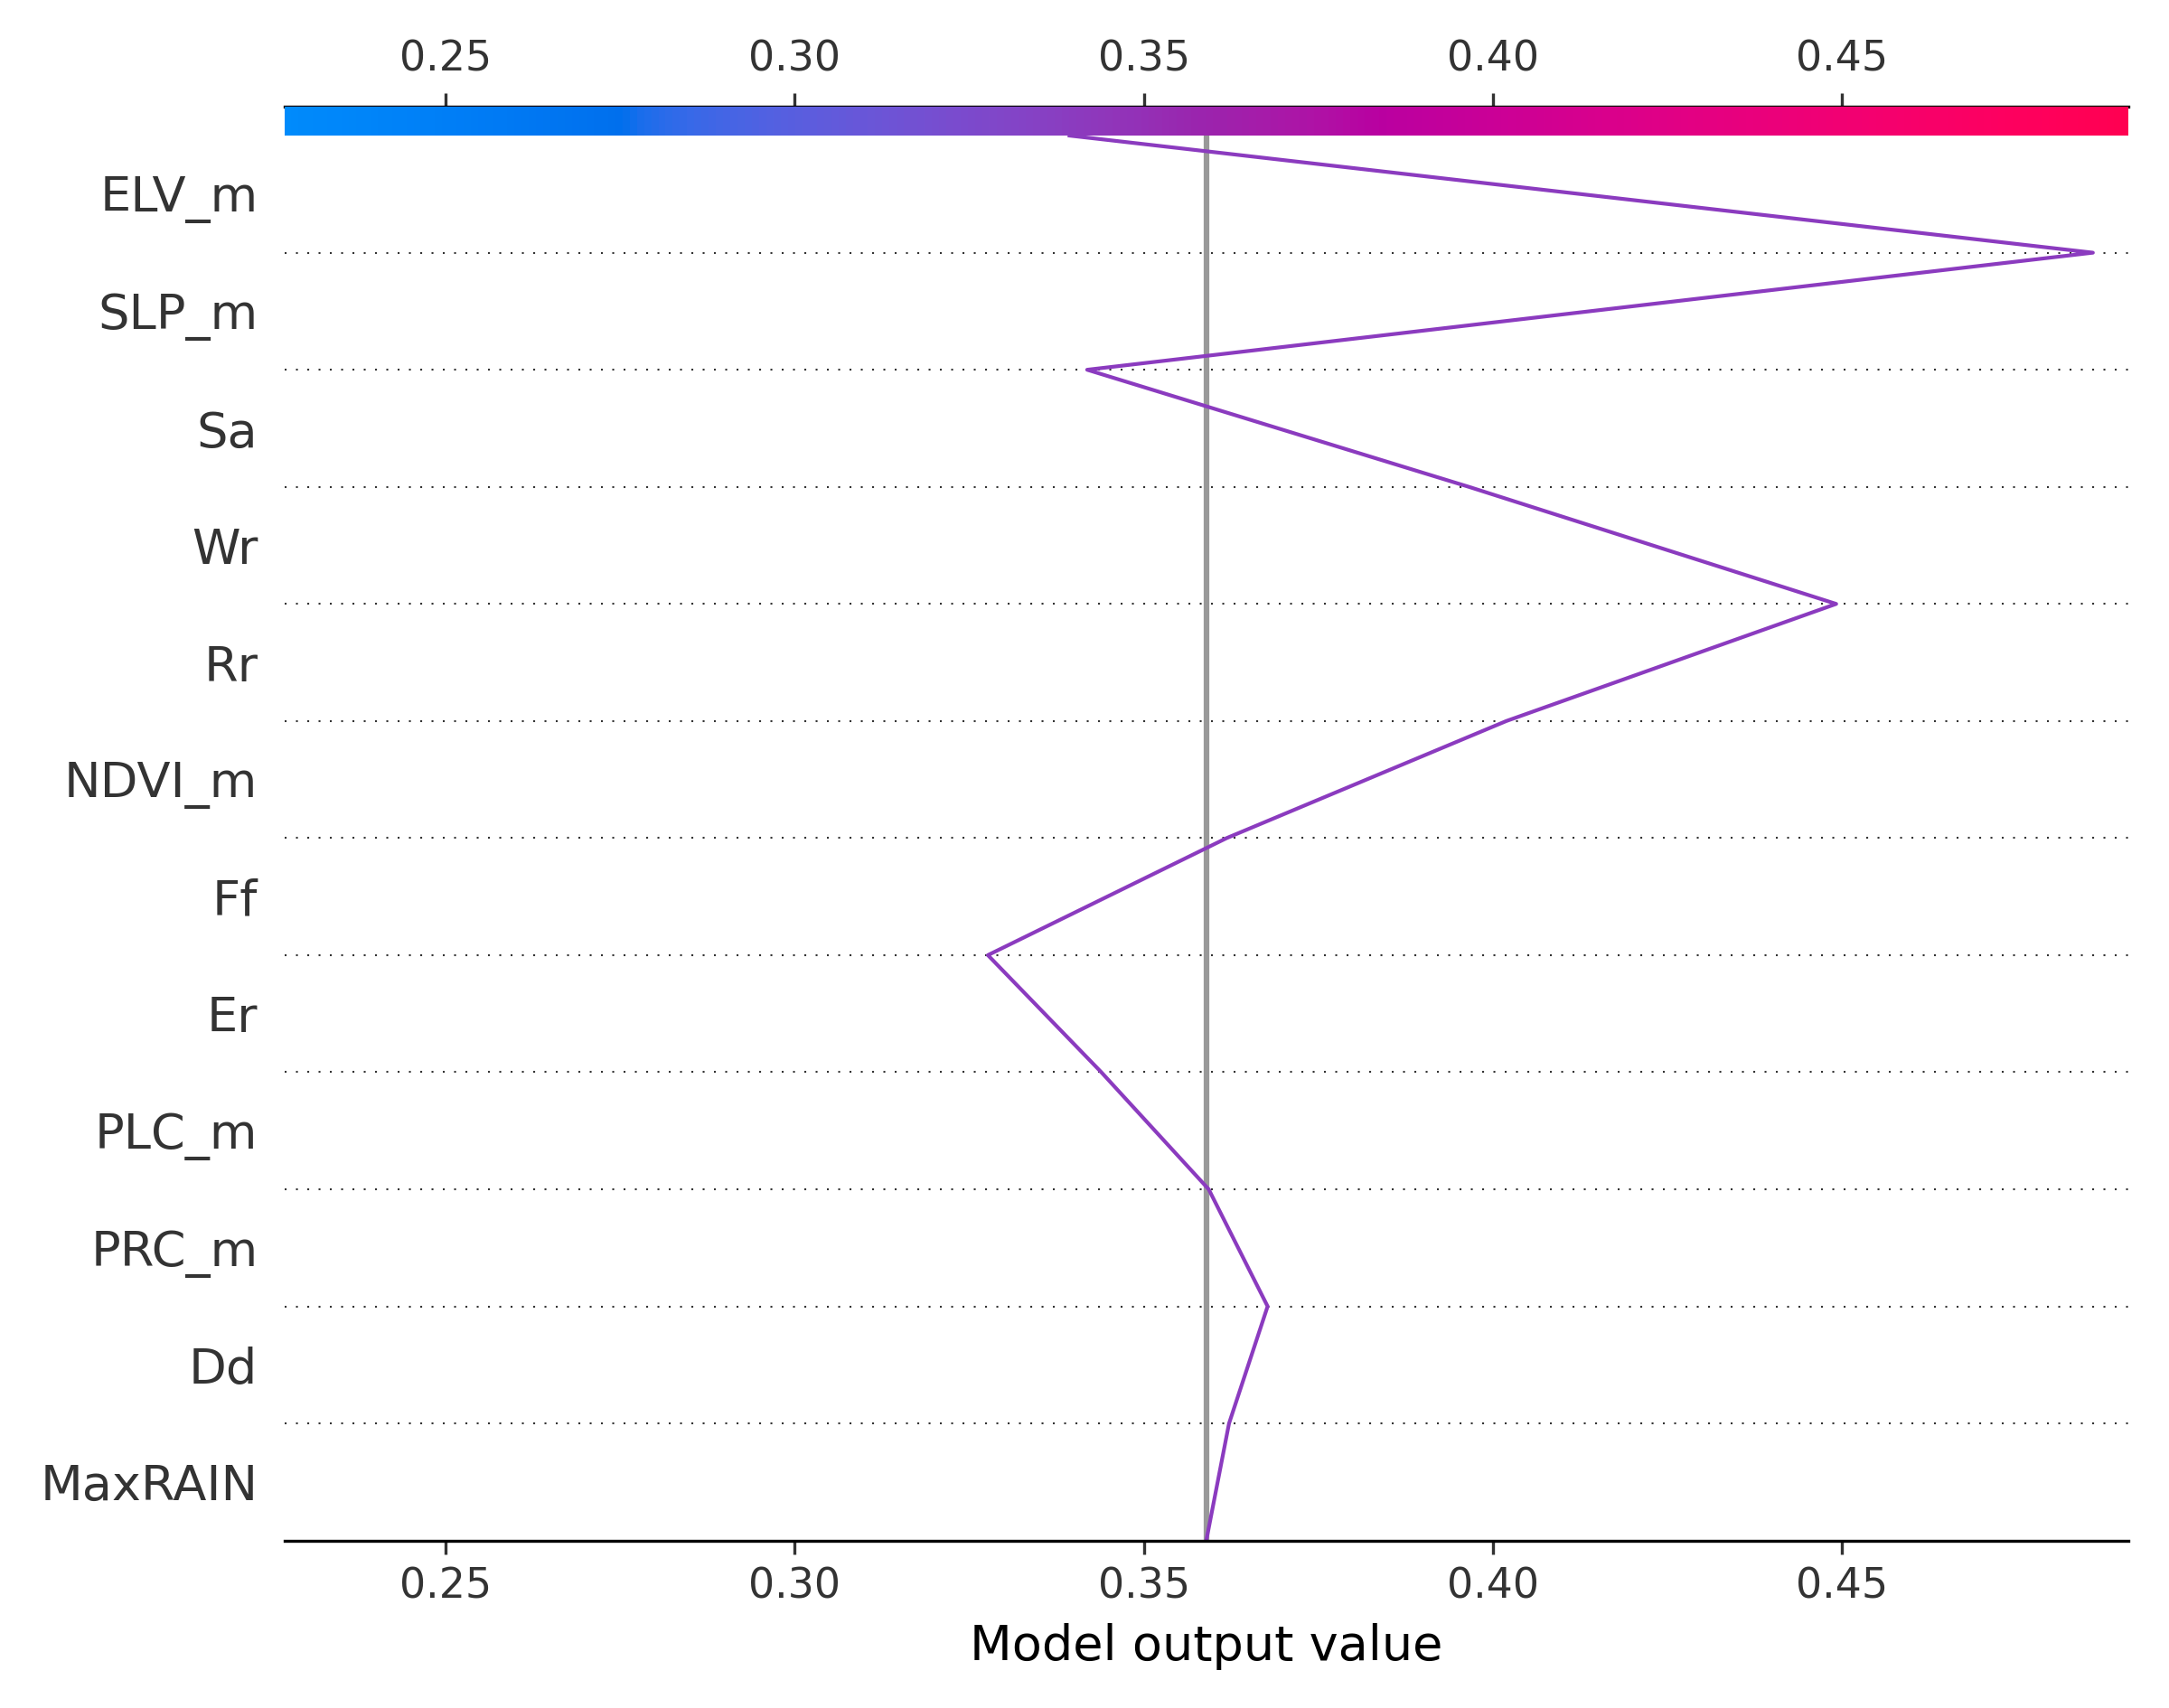 0.25 0.30 0.35 0.40 0.45
ELV_m
SLP_m
Sa
Wr
Rr
NDVI_m
Ff
Er
PLC_m
PRC_m
Dd
MaxRAIN
0.25 0.30 0.35 0.40 0.45
Model output value